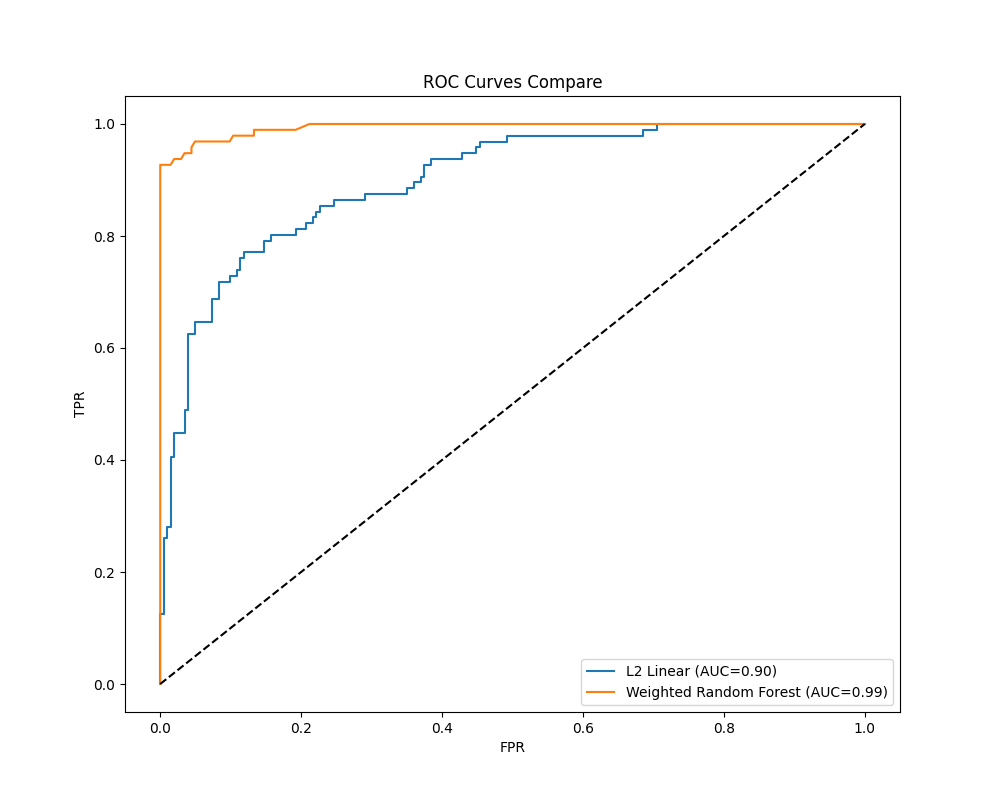 ROC Curves Compare
1.0
0.8
0.6
0.4
0.2
0.0
TPR
0.0 0.2 0.4 0.6 0.8 1.0
FPR
L2 Linear (AUC=0.90)
Weighted Random Forest (AUC=0.99)